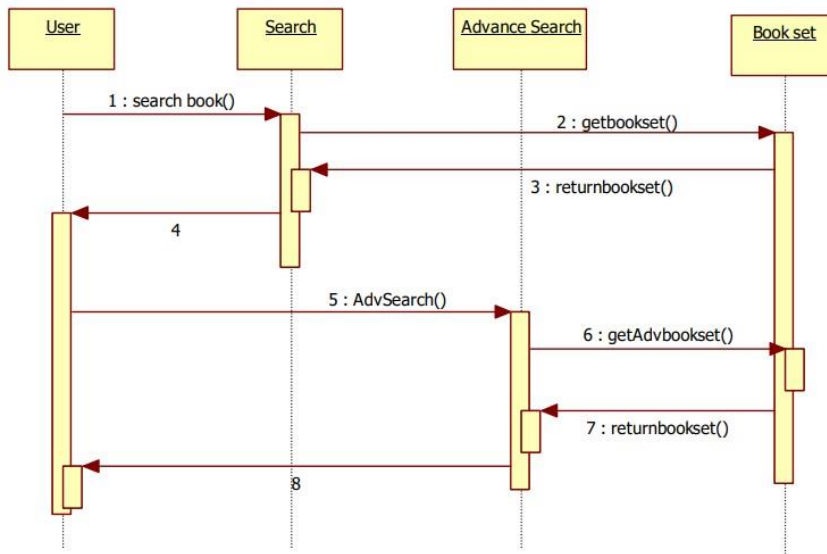 User
Search
Advance Search
Book set
1 : search book()
2 : getbookset()
3 : returnbookset()
4
5 : AdvSearch()
6 : getAdvbookset()
7 : returnbookset()
8